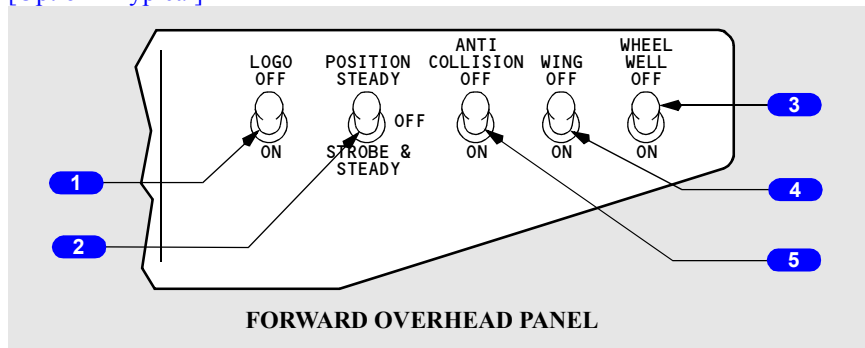 LOGO
OFF
ON
POSITION
STEADY
OFF
STROBE &
STEADY
ANTI
COLLISION
OFF
ON
WING
OFF
ON
WHEEL
WELL
OFF
ON
1
2
3
4
5
FORWARD OVERHEAD PANEL